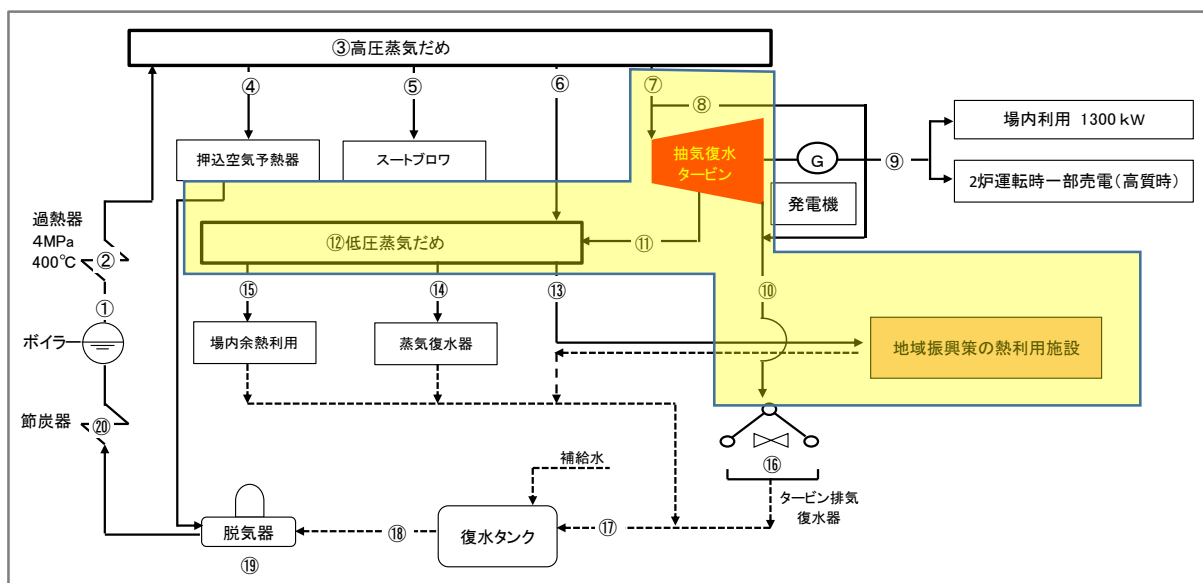 ③高圧蒸気だめ
④
⑤
⑥
⑦
⑧
押込空気予熱器
スートブロワ
抽気復水
タービン
G
発電機
⑨
場内利用 1300 kW
2炉運転時一部売電(高質時)
過熱器
4MPa
400℃
②
①
ボイラー
節炭器
⑳
⑫低圧蒸気だめ
⑪
⑮
⑭
⑬
⑩
場内余熱利用
蒸気復水器
地域振興策の熱利用施設
⑯
タービン排気
復水器
補給水
脱気器
⑲
⑱
復水タンク
⑰